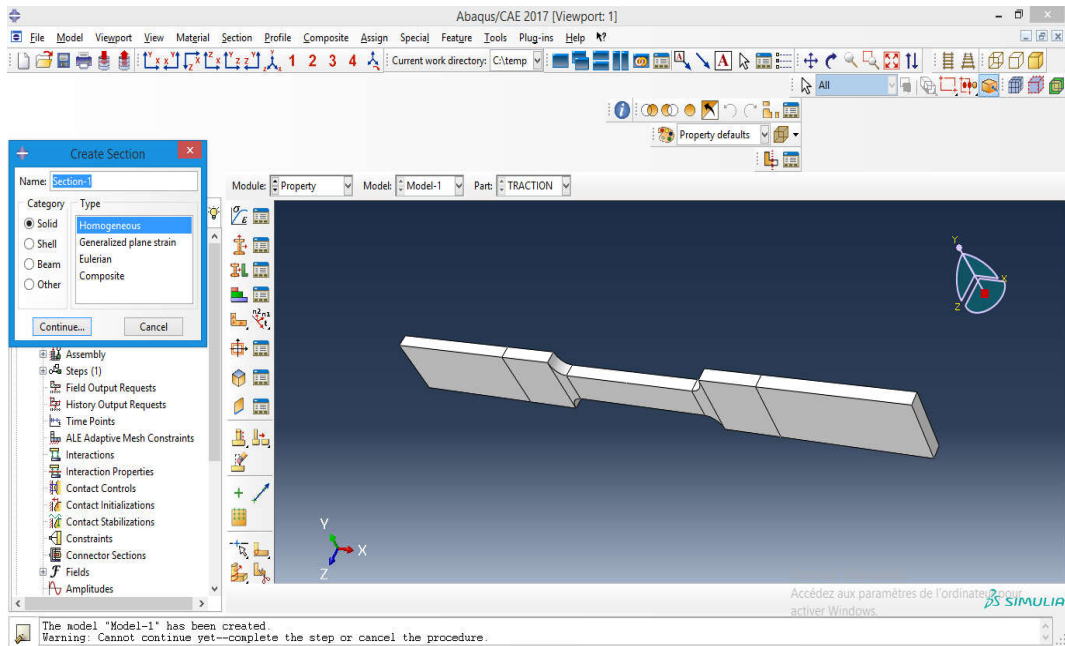 Abaqus/CAE 2017 [Viewport: 1]
File Model Viewport View Material Section Profile Composite Assign Special Feature Tools Plug-ins Help
1 2 3 4 Current work directory: C:\temp
All
Property defaults
Create Section
Name: Section-1
Category Type
Solid Homogeneous
Shell Generalized plane strain
Beam Eulerian
Other Composite
Continue... Cancel
Module: Property Model: Model-1 Part: TRACTION
Assembly
Steps (1)
Field Output Requests
History Output Requests
Time Points
ALE Adaptive Mesh Constraints
Interactions
Interaction Properties
Contact Controls
Contact Initializations
Contact Stabilizations
Constraints
Connector Sections
Fields
Amplitudes
Y
X
Z
Y
X
Z
Accédez aux paramètres de l'ordinateur pour
activer Windows.
SIMULIA
The model "Model-1" has been created.
Warning: Cannot continue yet--complete the step or cancel the procedure.